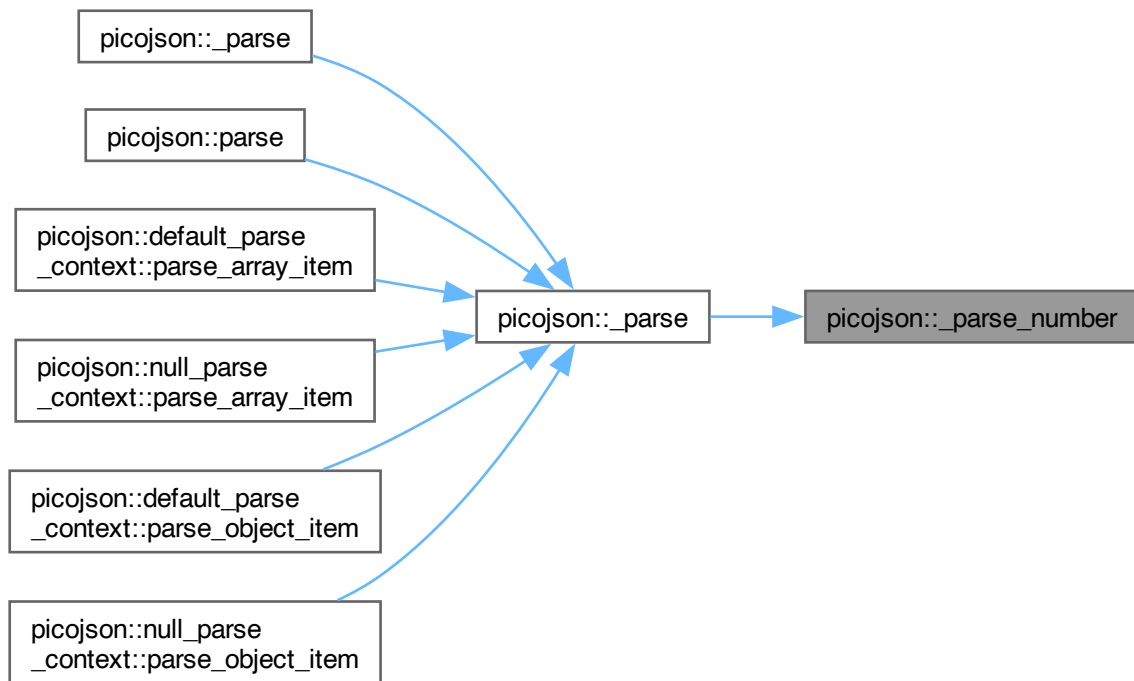 picojson::_parse
picojson::parse
picojson::default_parse
_context::parse_array_item
picojson::null_parse
_context::parse_array_item
picojson::default_parse
_context::parse_object_item
picojson::null_parse
_context::parse_object_item
picojson::_parse
picojson::_parse_number